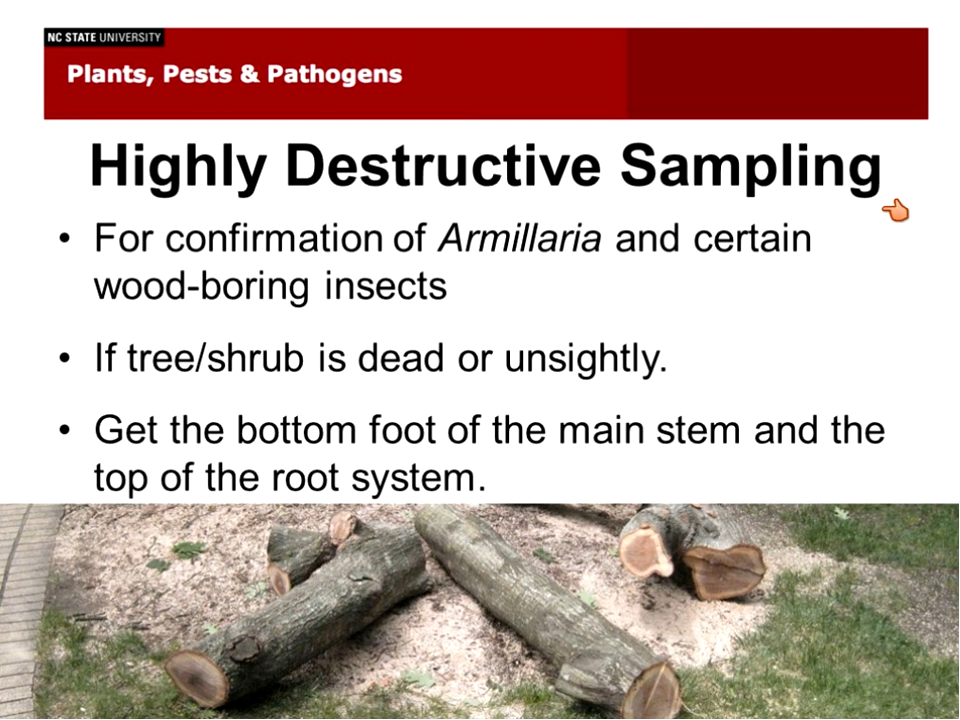 NC STATE UNIVERSITY
Plants, Pests & Pathogens
Highly Destructive Sampling
• For confirmation of Armillaria and certain
wood-boring insects
• If tree/shrub is dead or unsightly.
• Get the bottom foot of the main stem and the
top of the root system.